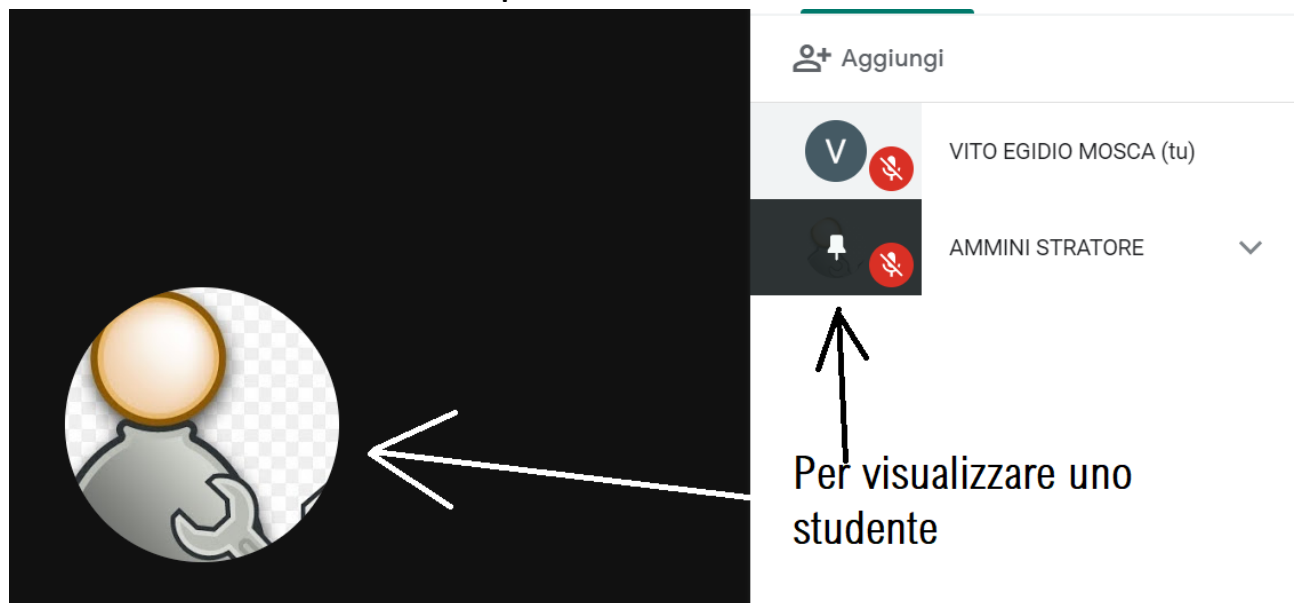 Aggiungi
V
VITO EGIDIO MOSCA (tu)
AMMINI STRATORE
Per visualizzare uno
studente